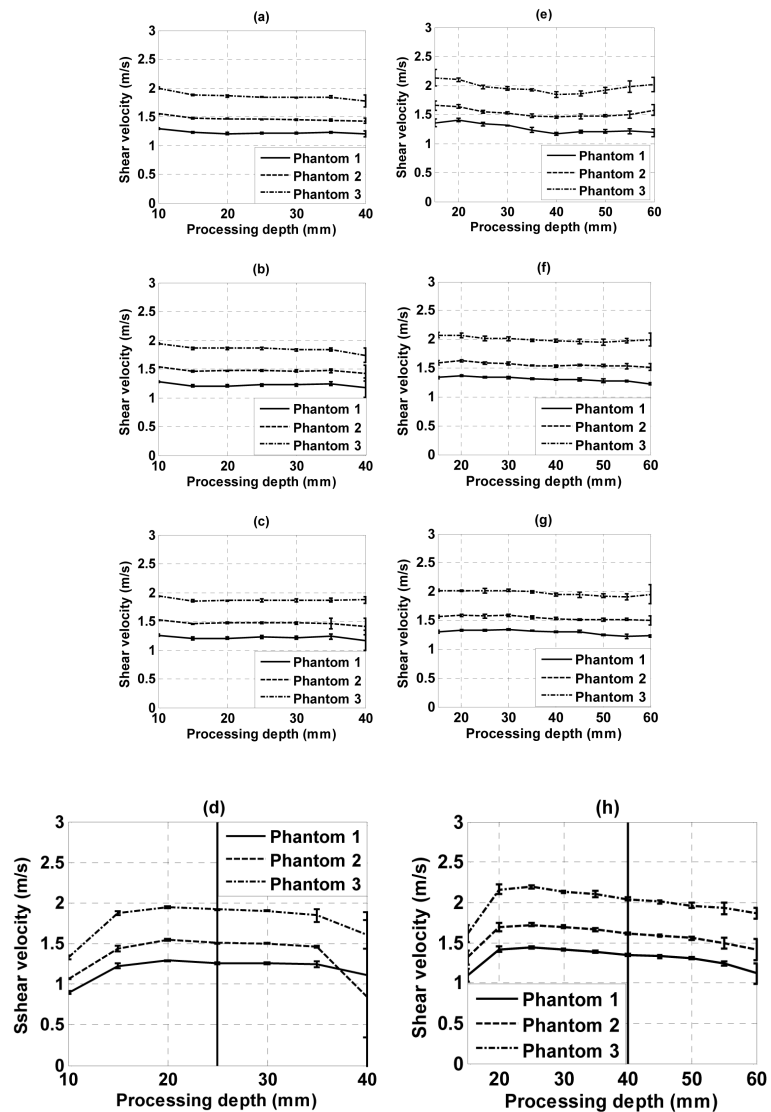 (a)
Shear velocity (m/s)
3
2.5
2
1.5
1
0.5
0
10 20 30 40
Processing depth (mm)
Phantom 1
Phantom 2
Phantom 3
(e)
Shear velocity (m/s)
3
2.5
2
1.5
1
0.5
0
20 30 40 50 60
Processing depth (mm)
Phantom 1
Phantom 2
Phantom 3
(b)
Shear velocity (m/s)
3
2.5
2
1.5
1
0.5
0
10 20 30 40
Processing depth (mm)
Phantom 1
Phantom 2
Phantom 3
(f)
Shear velocity (m/s)
3
2.5
2
1.5
1
0.5
0
20 30 40 50 60
Processing depth (mm)
Phantom 1
Phantom 2
Phantom 3
(c)
Shear velocity (m/s)
3
2.5
2
1.5
1
0.5
0
10 20 30 40
Processing depth (mm)
Phantom 1
Phantom 2
Phantom 3
(g)
Shear velocity (m/s)
3
2.5
2
1.5
1
0.5
0
20 30 40 50 60
Processing depth (mm)
Phantom 1
Phantom 2
Phantom 3
(d)
Sshear velocity (m/s)
3
2.5
2
1.5
1
0.5
0
10 20 30 40
Processing depth (mm)
Phantom 1
Phantom 2
Phantom 3
(h)
Shear velocity (m/s)
3
2.5
2
1.5
1
0.5
0
20 30 40 50 60
Processing depth (mm)
Phantom 1
Phantom 2
Phantom 3